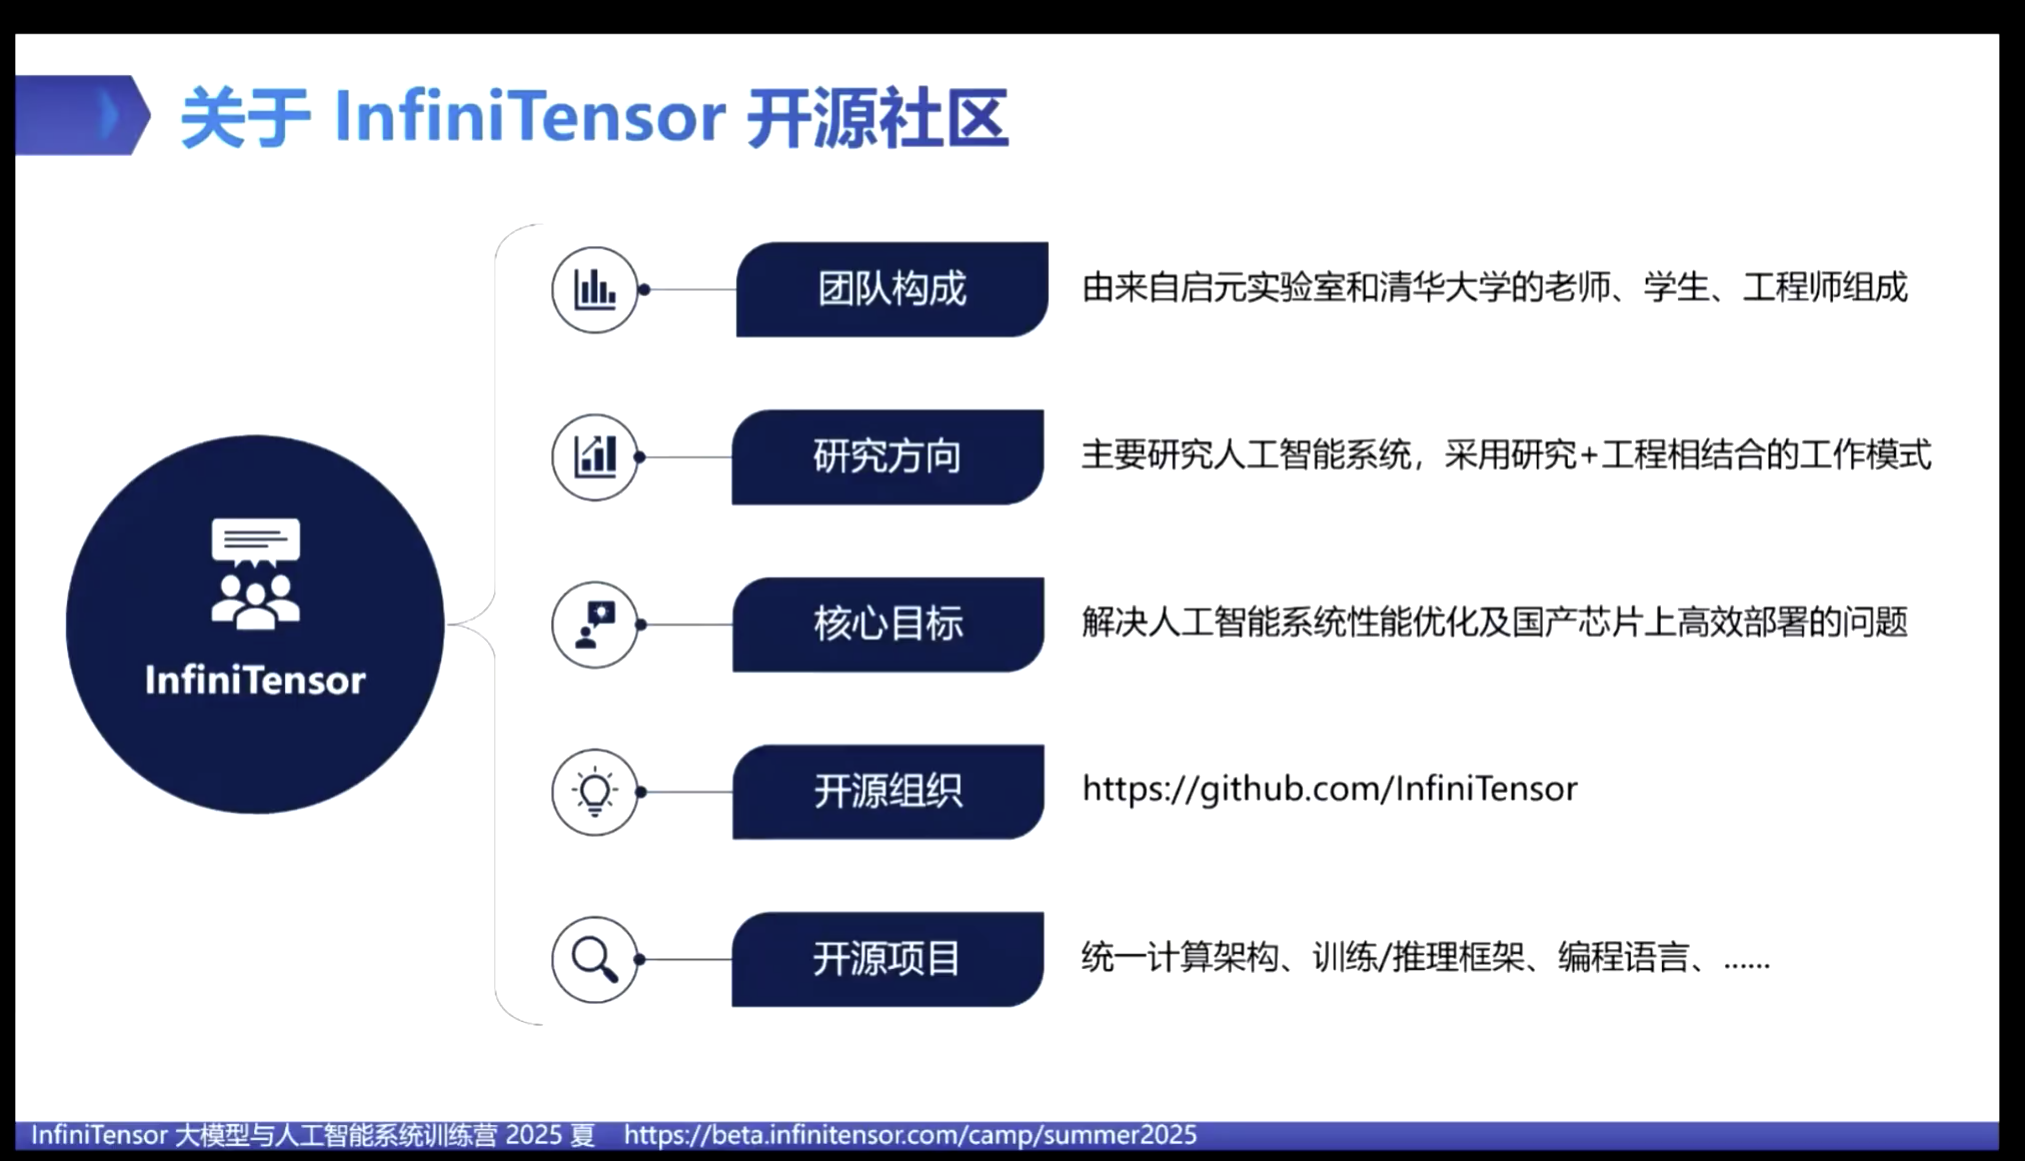 关于 InfiniTensor 开源社区
InfiniTensor
团队构成
由来自启元实验室和清华大学的老师、学生、工程师组成
研究方向
主要研究人工智能系统，采用研究+工程相结合的工作模式
核心目标
解决人工智能系统性能优化及国产芯片上高效部署的问题
开源组织
https://github.com/InfiniTensor
开源项目
统一计算架构、训练/推理框架、编程语言、......
InfiniTensor 大模型与人工智能系统训练营 2025 夏 https://beta.infinitensor.com/camp/summer2025